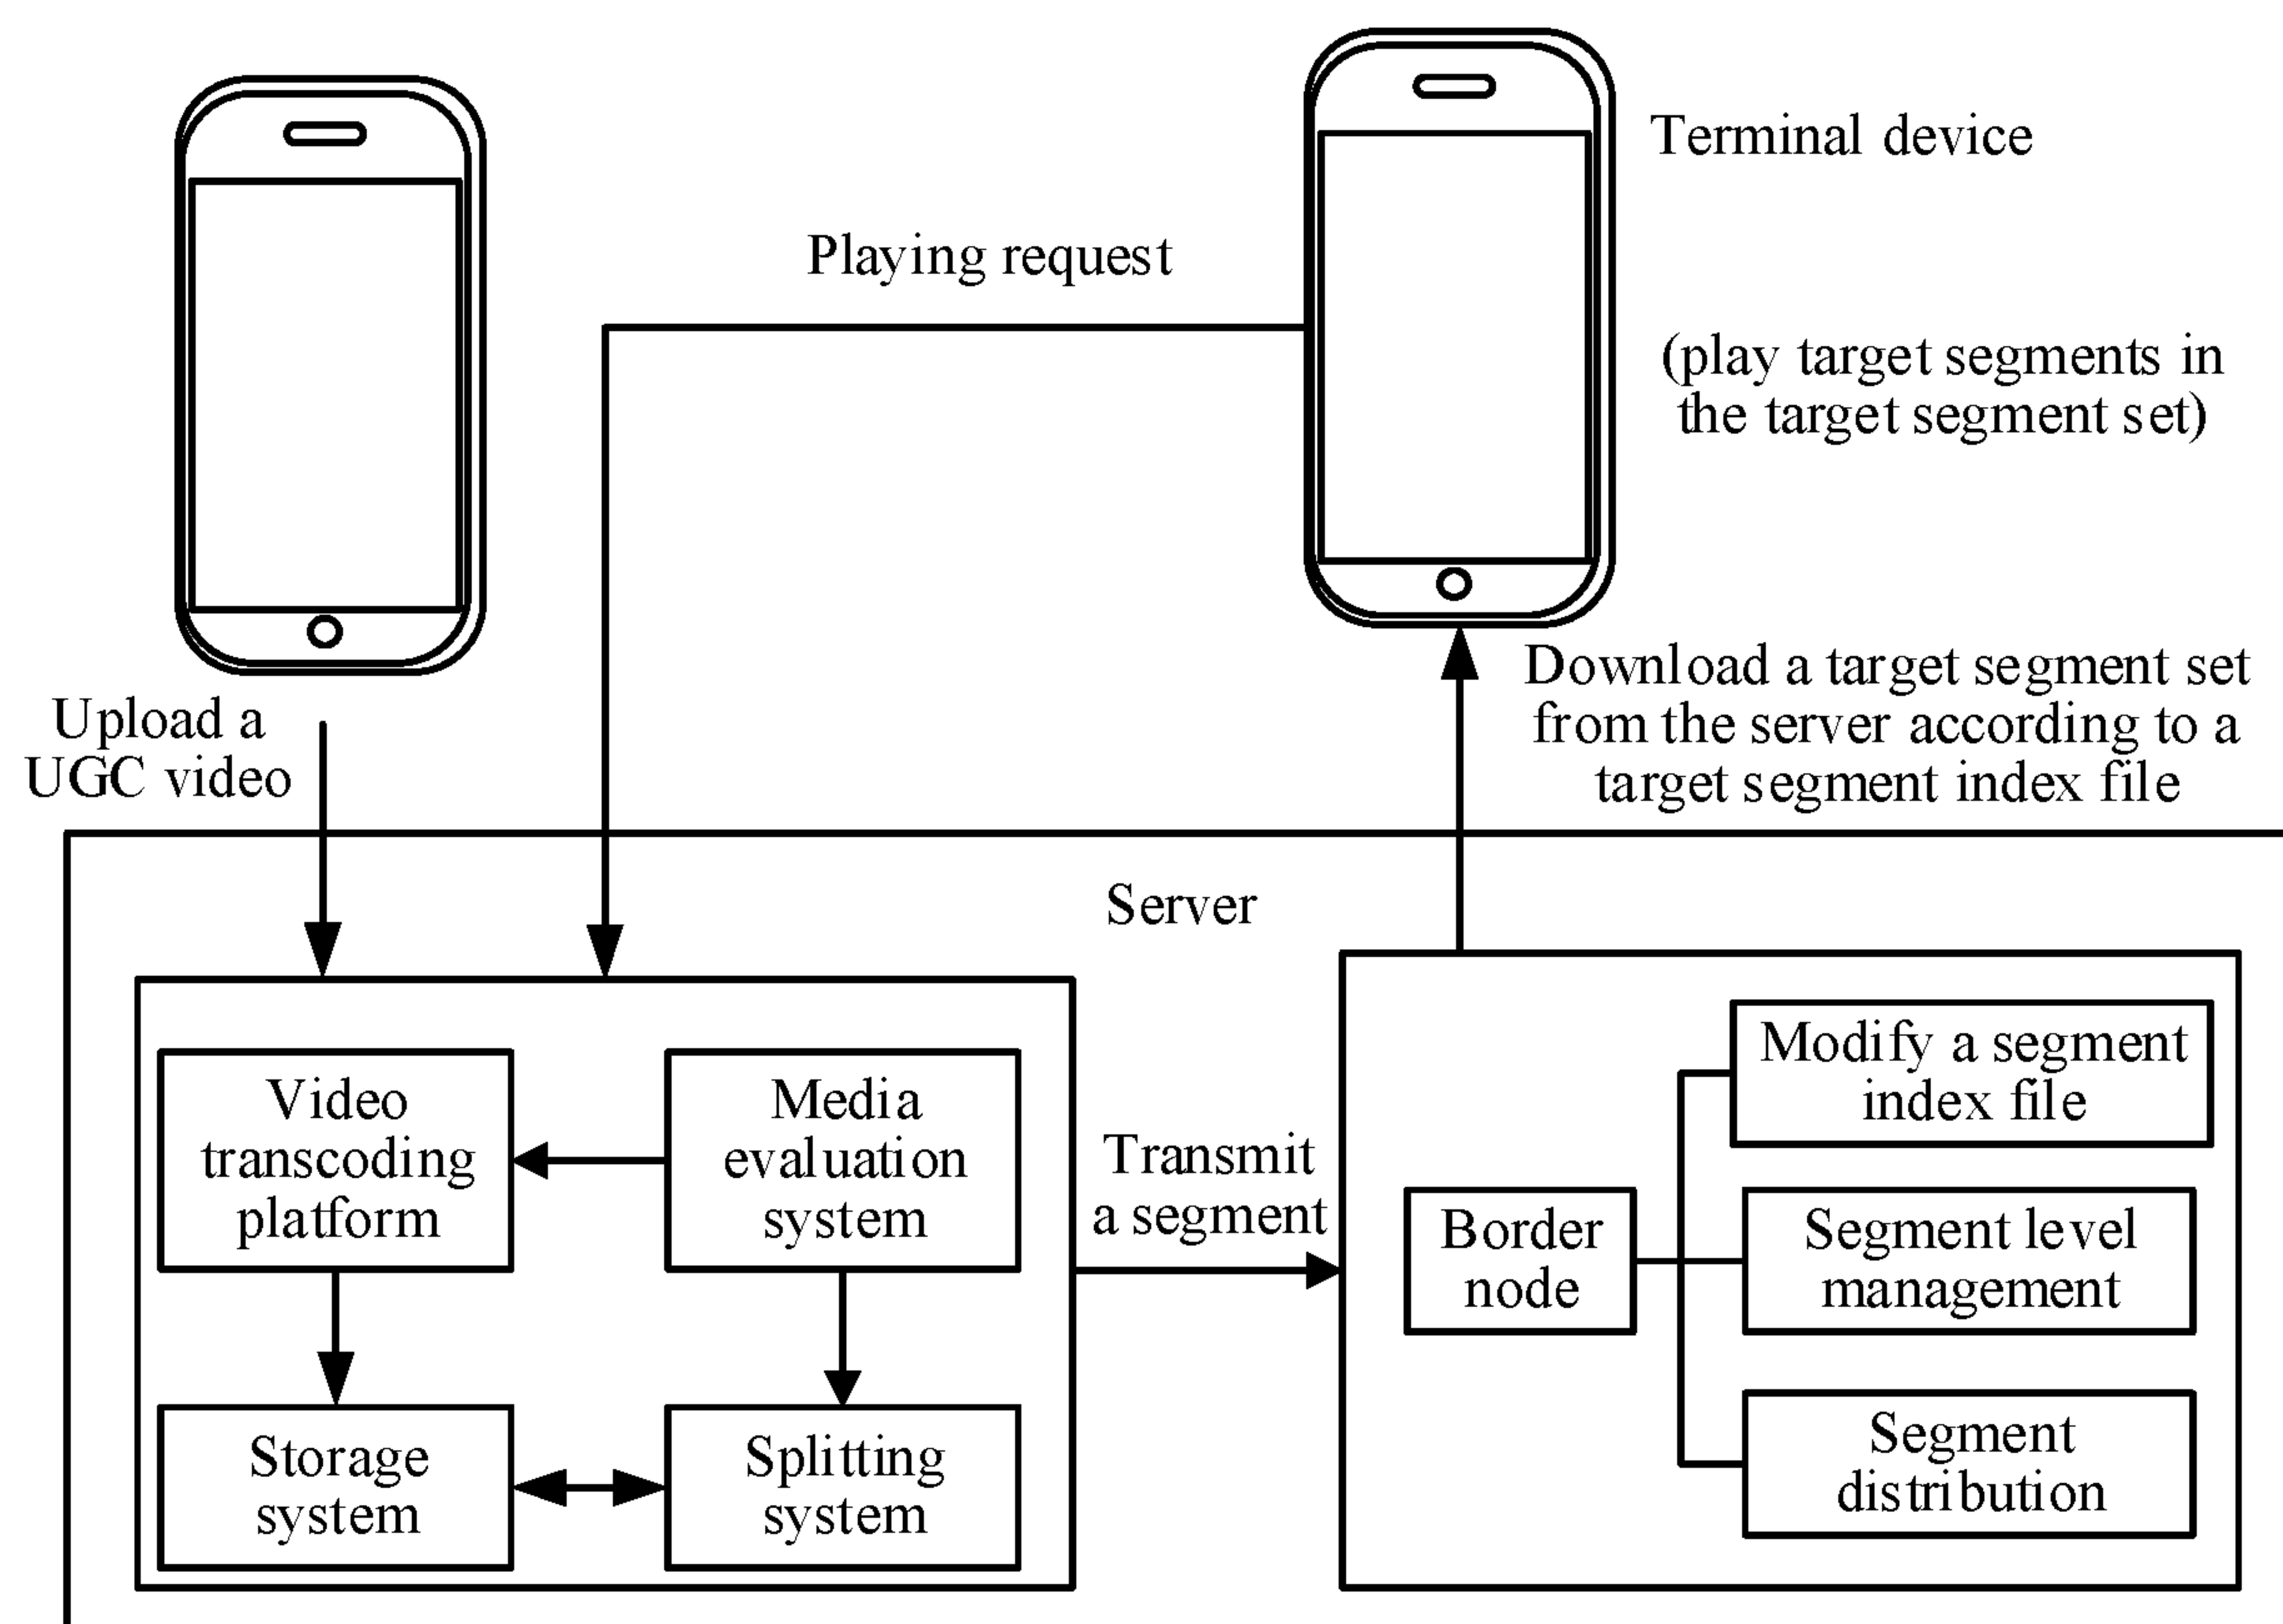 Terminal device
Playing request
(play target segments in
the target segment set)
Upload a
UGC video
Download a target segment set
from the server according to a
target segment index file
Server
Video
transcoding
platform
Media
evaluation
system
Storage
system
Splitting
system
Transmit
a segment
Border
node
Modify a segment
index file
Segment level
management
Segment
distribution